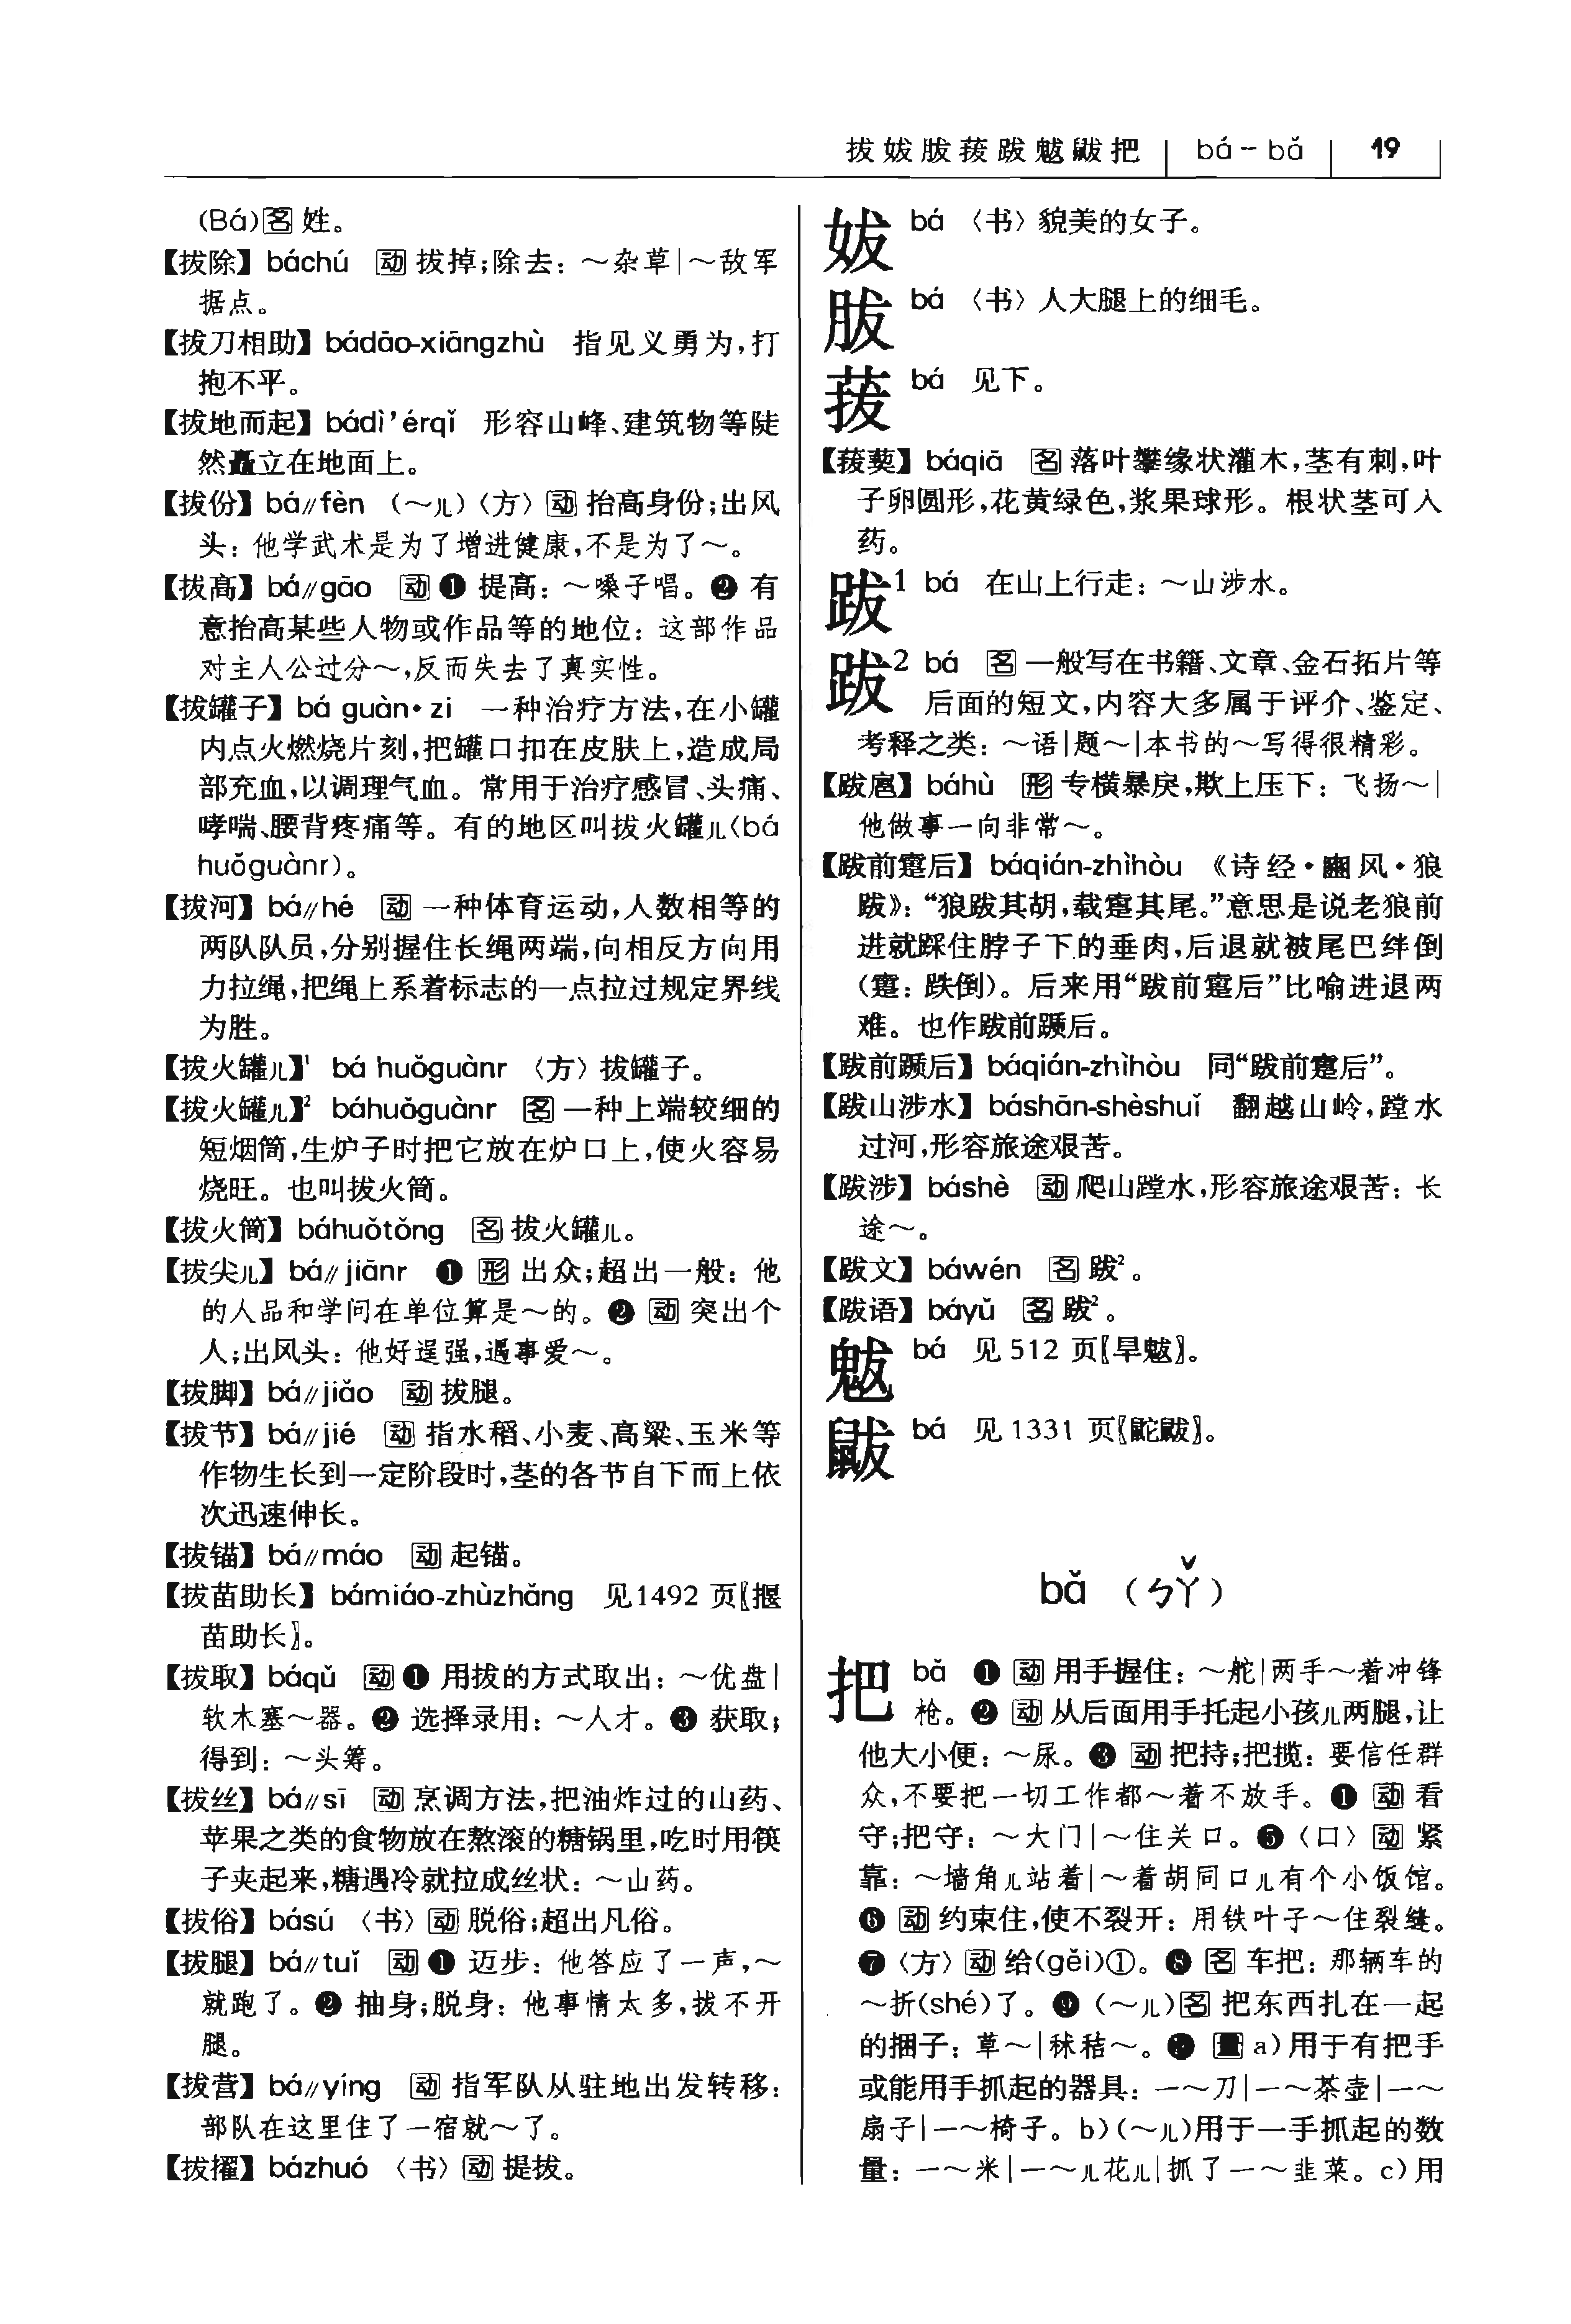 拔妭胈菝跋魃鼥把 bá－bǎ 19
(Bá)名 姓。
【拔除】báchú 动 拔掉;除去：～杂草|～敌军
据点。
【拔刀相助】bádāo-xiāngzhù 指见义勇为,打
抱不平。
【拔地而起】bádì’érqǐ 形容山峰、建筑物等陡
然矗立在地面上。
【拔份】bá//fèn （～儿）〈方〉动 抬高身份;出风
头：他学武术是为了增进健康,不是为了～。
【拔高】bá//gāo 动 ❶ 提高：～嗓子唱。❷ 有
意抬高某些人物或作品等的地位：这部作品
对主人公过分～,反而失去了真实性。
【拔罐子】bá guàn•zi 一种治疗方法,在小罐
内点火燃烧片刻,把罐口扣在皮肤上,造成局
部充血,以调理气血。常用于治疗感冒、头痛、
哮喘、腰背疼痛等。有的地区叫拔火罐儿(bá
huǒguànr)。
【拔河】bá//hé 动 一种体育运动,人数相等的
两队队员,分别握住长绳两端,向相反方向用
力拉绳,把绳上系着标志的一点拉过规定界线
为胜。
【拔火罐儿】¹ bá huǒguànr 〈方〉拔罐子。
【拔火罐儿】² báhuǒguànr 名 一种上端较细的
短烟筒,生炉子时把它放在炉口上,使火容易
烧旺。也叫拔火筒。
【拔火筒】báhuǒtǒng 名 拔火罐儿。
【拔尖儿】bá//jiānr ❶ 形 出众;超出一般：他
的人品和学问在单位算是～的。❷ 动 突出个
人;出风头：他好逞强,遇事爱～。
【拔脚】bá//jiǎo 动 拔腿。
【拔节】bá//jié 动 指水稻、小麦、高粱、玉米等
作物生长到一定阶段时,茎的各节自下而上依
次迅速伸长。
【拔锚】bá//máo 动 起锚。
【拔苗助长】bámiáo-zhùzhǎng 见1492 页〖揠
苗助长〗。
【拔取】báqǔ 动 ❶ 用拔的方式取出：～优盘|
软木塞～器。❷ 选择录用：～人才。❸ 获取;
得到：～头筹。
【拔丝】bá//sī 动 烹调方法,把油炸过的山药、
苹果之类的食物放在熬滚的糖锅里,吃时用筷
子夹起来,糖遇冷就拉成丝状：～山药。
【拔俗】bású 〈书〉动 脱俗;超出凡俗。
【拔腿】bá//tuǐ 动 ❶ 迈步：他答应了一声,～
就跑了。❷ 抽身;脱身：他事情太多,拔不开
腿。
【拔营】bá//yíng 动 指军队从驻地出发转移：
部队在这里住了一宿就～了。
【拔擢】bázhuó 〈书〉动 提拔。
妭 bá 〈书〉貌美的女子。
胈 bá 〈书〉人大腿上的细毛。
菝 bá 见下。
【菝葜】báqiā 名 落叶攀缘状灌木,茎有刺,叶
子卵圆形,花黄绿色,浆果球形。根状茎可入
药。
跋¹ bá 在山上行走：～山涉水。
跋² bá 名 一般写在书籍、文章、金石拓片等
后面的短文,内容大多属于评介、鉴定、
考释之类：～语|题～|本书的～写得很精彩。
【跋扈】báhù 形 专横暴戾,欺上压下：飞扬～|
他做事一向非常～。
【跋前疐后】báqián-zhìhòu 《诗经•豳风•狼
跋》：“狼跋其胡,载疐其尾。”意思是说老狼前
进就踩住脖子下的垂肉,后退就被尾巴绊倒
（疐：跌倒）。后来用“跋前疐后”比喻进退两
难。也作跋前踬后。
【跋前踬后】báqián-zhìhòu 同“跋前疐后”。
【跋山涉水】báshān-shèshuǐ 翻越山岭,蹚水
过河,形容旅途艰苦。
【跋涉】báshè 动 爬山蹚水,形容旅途艰苦：长
途～。
【跋文】báwén 名 跋²。
【跋语】báyǔ 名 跋²。
魃 bá 见 512 页〖旱魃〗。
鼥 bá 见 1331 页〖鼧鼥〗。
bǎ （ㄅㄚˇ）
把 bǎ ❶ 动 用手握住：～舵|两手～着冲锋
枪。❷ 动 从后面用手托起小孩儿两腿,让
他大小便：～尿。❸ 动 把持;把揽：要信任群
众,不要把一切工作都～着不放手。❹ 动 看
守;把守：～大门|～住关口。❺〈口〉动 紧
靠：～墙角儿站着|～着胡同口儿有个小饭馆。
❻ 动 约束住,使不裂开：用铁叶子～住裂缝。
❼〈方〉动 给(gěi)①。❽ 名 车把：那辆车的
～折(shé)了。❾（～儿）名 把东西扎在一起
的捆子：草～|秫秸～。❿ 量 a）用于有把手
或能用手抓起的器具：一～刀|一～茶壶|一～
扇子|一～椅子。b)（～儿）用于一手抓起的数
量：一～米|一～儿花儿|抓了一～韭菜。c）用